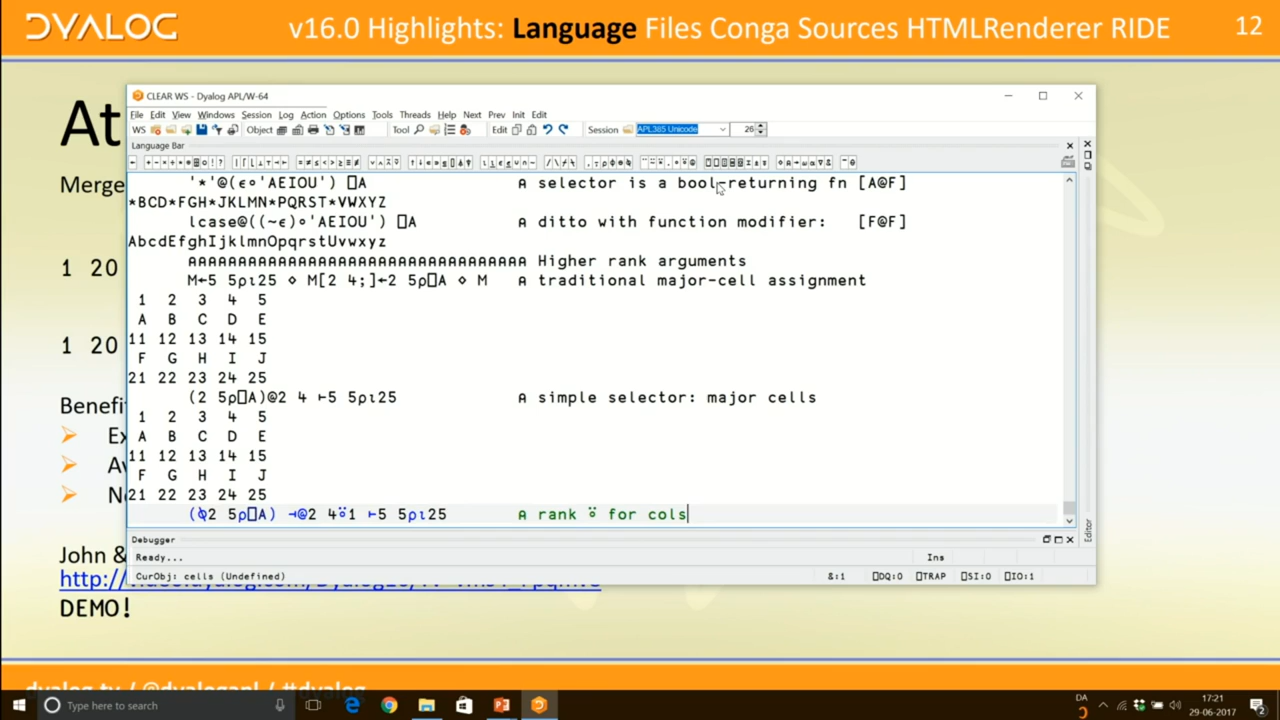 DYALOG
v16.0 Highlights: Language Files Conga Sources HTMLRenderer RIDE
12
At
Merge
1 20
1 20
Benefi
Ex
Av
No
John &
DEMO!
CLEAR WS - Dyalog APL/W-64
File Edit View Windows Session Log Action Options Tools Threads Help Next Prev Init Edit
WS Object Tool Edit Session APL385 Unicode 26
Language Bar
'*'@(∊∘'AEIOU') ⎕A ⍝ selector is a bool-returning fn [A@F]
*BCD*FGH*JKLMN*PQRST*VWXYZ
lcase@((~∊)∘'AEIOU') ⎕A ⍝ ditto with function modifier: [F@F]
AbcdEfghIjklmnOpqrstUvwxyz
⍝⍝⍝⍝⍝⍝⍝⍝⍝⍝⍝⍝⍝⍝⍝⍝⍝⍝⍝⍝⍝⍝⍝⍝⍝⍝⍝⍝⍝⍝⍝⍝⍝⍝ Higher rank arguments
M←5 5⍴⍳25 ⋄ M[2 4;]←2 5⍴⎕A ⋄ M ⍝ traditional major-cell assignment
1 2 3 4 5
A B C D E
11 12 13 14 15
F G H I J
21 22 23 24 25
(2 5⍴⎕A)@2 4 ⊢5 5⍴⍳25 ⍝ simple selector: major cells
1 2 3 4 5
A B C D E
11 12 13 14 15
F G H I J
21 22 23 24 25
(⍉2 5⍴⎕A) ⊣@2 4⍤1 ⊢5 5⍴⍳25 ⍝ rank ⍤ for cols
Debugger
Editor
Ready...
Ins
CurObj: cells (Undefined)
&:1 ⎕DQ:0 ⎕TRAP ⎕SI:0 ⎕IO:1
dyalog.tv / @dyalogapl / #dyalog
Type here to search
DA
17:21
29-06-2017
2